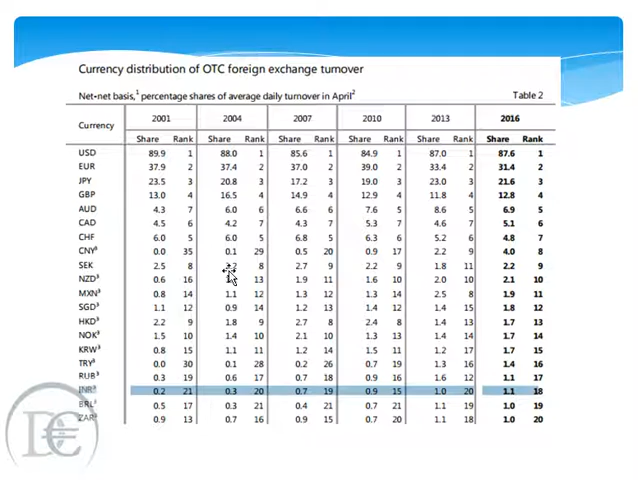 Currency distribution of OTC foreign exchange turnover
Net-net basis,¹ percentage shares of average daily turnover in April² Table 2
Currency 2001 2004 2007 2010 2013 2016
Share Rank Share Rank Share Rank Share Rank Share Rank Share Rank
USD 89.9 1 88.0 1 85.6 1 84.9 1 87.0 1 87.6 1
EUR 37.9 2 37.4 2 37.0 2 39.0 2 33.4 2 31.4 2
JPY 23.5 3 20.8 3 17.2 3 19.0 3 23.0 3 21.6 3
GBP 13.0 4 16.5 4 14.9 4 12.9 4 11.8 4 12.8 4
AUD 4.3 7 6.0 6 6.6 6 7.6 5 8.6 5 6.9 5
CAD 4.5 6 4.2 7 4.3 7 5.3 7 4.6 7 5.1 6
CHF 6.0 5 6.0 5 6.8 5 6.3 6 5.2 6 4.8 7
CNY³ 0.0 35 0.1 29 0.5 20 0.9 17 2.2 9 4.0 8
SEK 2.5 8 8 2.7 9 2.2 9 1.8 11 2.2 9
NZD³ 0.6 16 13 1.9 11 1.6 10 2.0 10 2.1 10
MXN³ 0.8 14 1.1 12 1.3 12 1.3 14 2.5 8 1.9 11
SGD³ 1.1 12 0.9 14 1.2 13 1.4 12 1.4 15 1.8 12
HKD³ 2.2 9 1.8 9 2.7 8 2.4 8 1.4 13 1.7 13
NOK³ 1.5 10 1.4 10 2.1 10 1.3 13 1.4 14 1.7 14
KRW³ 0.8 15 1.1 11 1.2 14 1.5 11 1.2 17 1.7 15
TRY³ 0.0 30 0.1 28 0.2 26 0.7 19 1.3 16 1.4 16
RUB³ 0.3 19 0.6 17 0.7 18 0.9 16 1.6 12 1.1 17
INR³ 0.2 21 0.3 20 0.7 19 0.9 15 1.0 20 1.1 18
BRL³ 0.5 17 0.3 21 0.4 21 0.7 21 1.1 19 1.0 19
ZAR³ 0.9 13 0.7 16 0.9 15 0.7 20 1.1 18 1.0 20